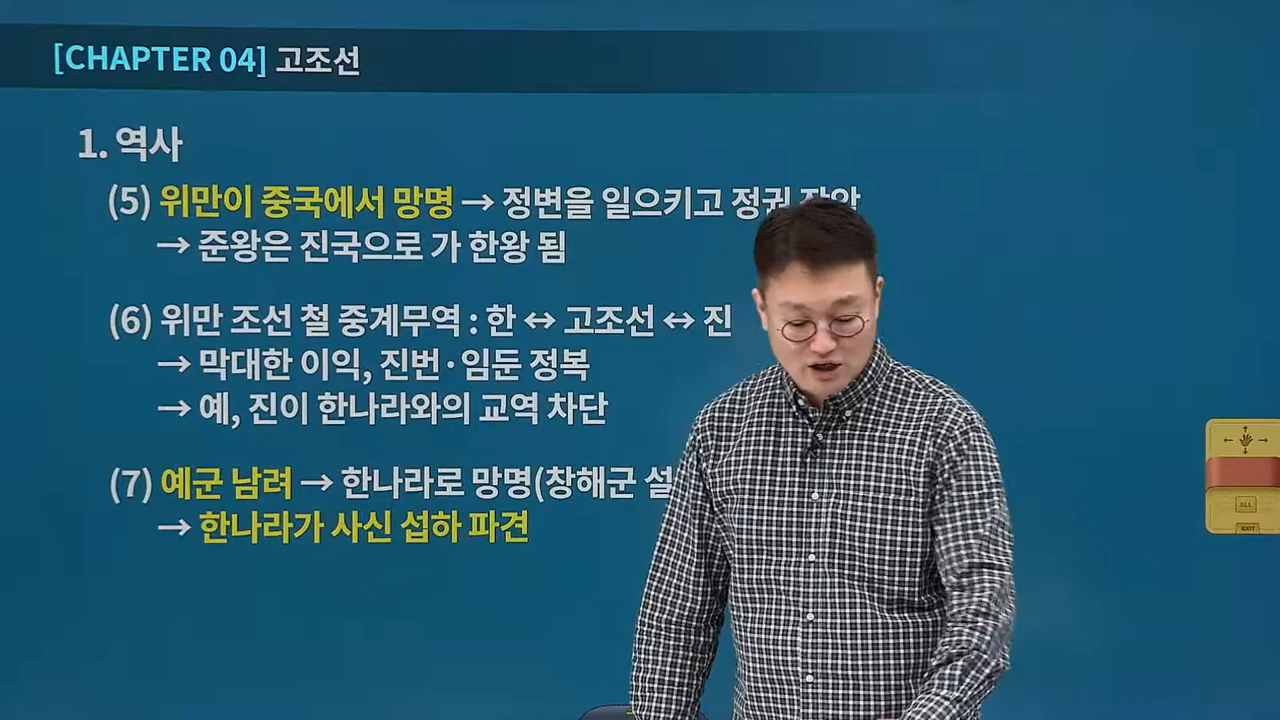 [CHAPTER 04] 고조선
1. 역사
(5) 위만이 중국에서 망명 → 정변을 일으키고 정권 장악
→ 준왕은 진국으로 가 한왕 됨
(6) 위만 조선 철 중계무역 : 한 ↔ 고조선 ↔ 진
→ 막대한 이익, 진번·임둔 정복
→ 예, 진이 한나라와의 교역 차단
(7) 예군 남려 → 한나라로 망명(창해군 설
→ 한나라가 사신 섭하 파견
ALL
EXIT